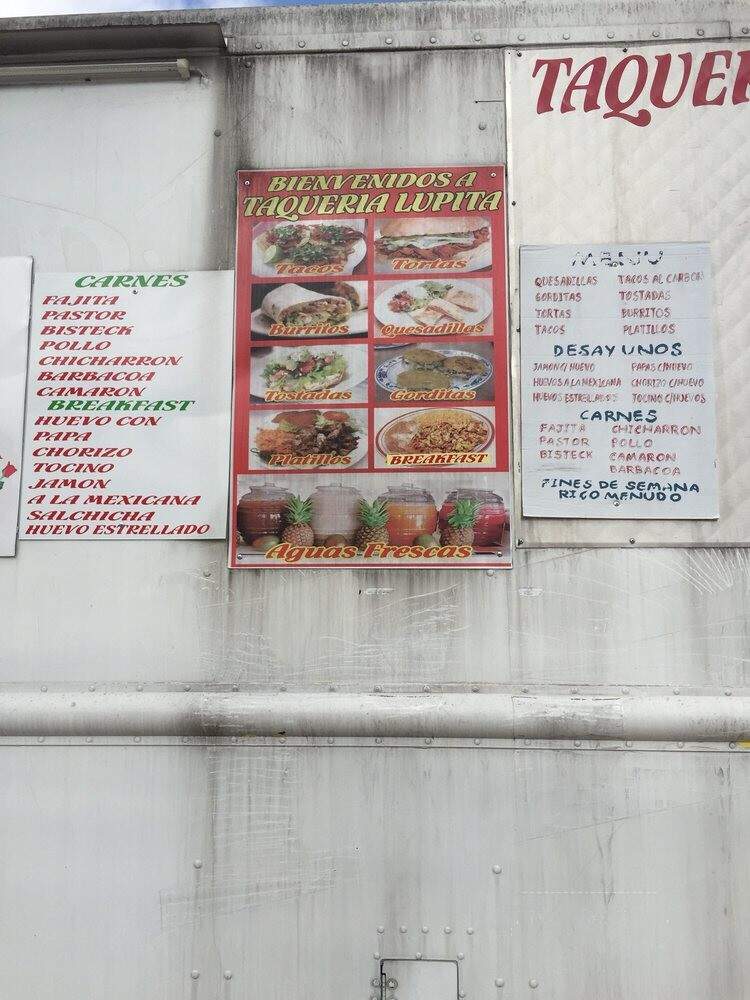 CARNES
FAJITA
PASTOR
BISTECK
POLLO
CHICHARRON
BARBACOA
CAMARON
BREAKFAST
HUEVO CON
PAPA
CHORIZO
TOCINO
JAMON
A LA MEXICANA
SALCHICHA
HUEVO ESTRELLADO
BIENVENIDOS A
TAQUERIA LUPITA
Tacos Tortas
Burritos Quesadillas
Tostadas Gorditas
Platillos BREAKFAST
Aguas Frescas
TAQUER
MENU
QUESADILLAS TACOS AL CARBON
GORDITAS TOSTADAS
TORTAS BURRITOS
TACOS PLATILLOS
DESAYUNOS
JAMON C/HUEVO PAPAS C/HUEVO
HUEVOS A LA MEXICANA CHORIZO C/HUEVO
HUEVOS ESTRELLADOS TOCINO C/HUEVOS
CARNES
FAJITA CHICHARRON
PASTOR POLLO
BISTECK CAMARON
BARBACOA
FINES DE SEMANA
RICO MENUDO